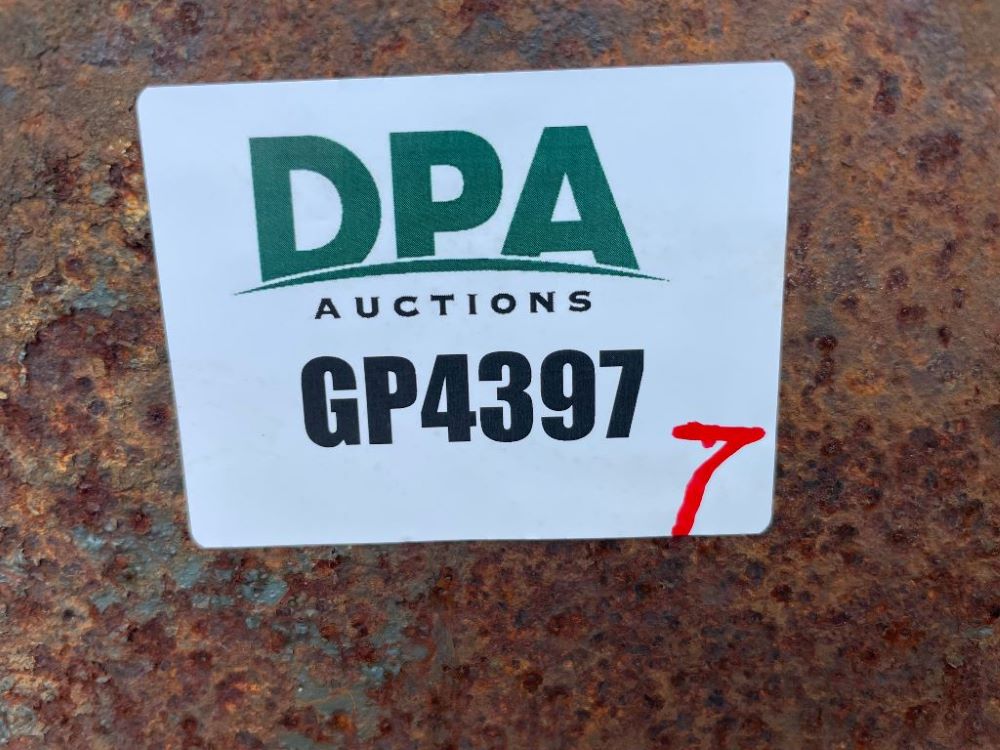 DPA
AUCTIONS
GP4397
7